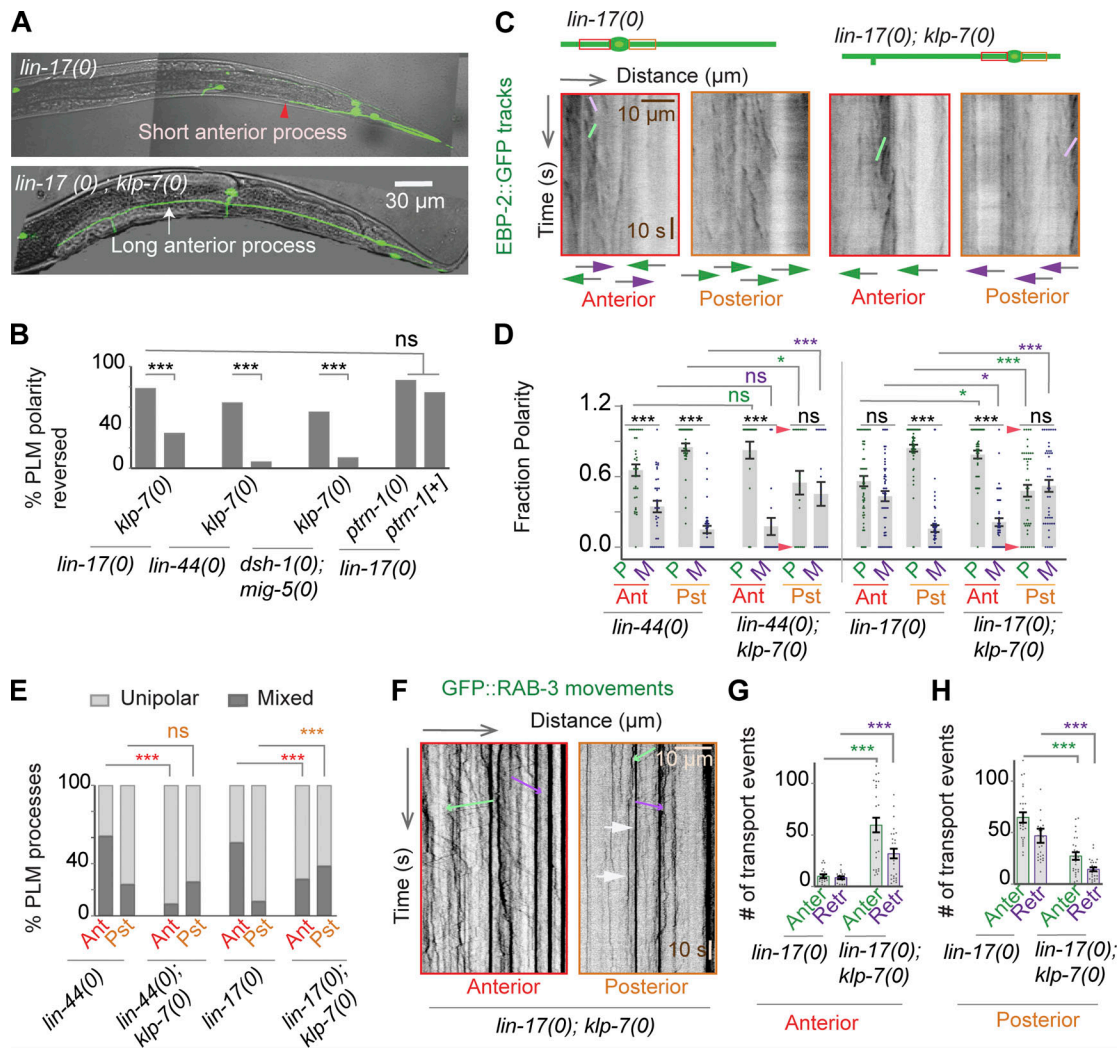 A
lin-17(0)
Short anterior process
lin-17 (0) ; klp-7(0)
30 µm
Long anterior process
C
lin-17(0)
lin-17(0); klp-7(0)
Distance (µm)
EBP-2::GFP tracks
Time (s)
10 µm
10 s
Anterior
Posterior
Anterior
Posterior
B
ns
***
***
***
% PLM polarity
reversed
100
40
0
klp-7(0)
klp-7(0)
klp-7(0)
ptrn-1(0)
ptrn-1[+]
lin-17(0)
lin-44(0)
dsh-1(0);
mig-5(0)
lin-17(0)
D
***
*
ns
ns
***
***
*
*
***
***
***
ns
ns
***
***
ns
Fraction Polarity
1.2
0.6
0.0
P M P M P M P M P M P M P M P M
Ant Pst Ant Pst Ant Pst Ant Pst
lin-44(0)
lin-44(0);
klp-7(0)
lin-17(0)
lin-17(0);
klp-7(0)
E
Unipolar
Mixed
ns
***
***
***
% PLM processes
100
40
0
Ant Pst Ant Pst Ant Pst Ant Pst
lin-44(0)
lin-44(0);
klp-7(0)
lin-17(0)
lin-17(0);
klp-7(0)
F
GFP::RAB-3 movements
Distance (µm)
Time (s)
10 µm
10 s
Anterior
Posterior
lin-17(0); klp-7(0)
G
***
***
# of transport events
100
50
0
Anter
Retr
Anter
Retr
lin-17(0)
lin-17(0);
klp-7(0)
Anterior
H
***
***
# of transport events
100
50
0
Anter
Retr
Anter
Retr
lin-17(0)
lin-17(0);
klp-7(0)
Posterior